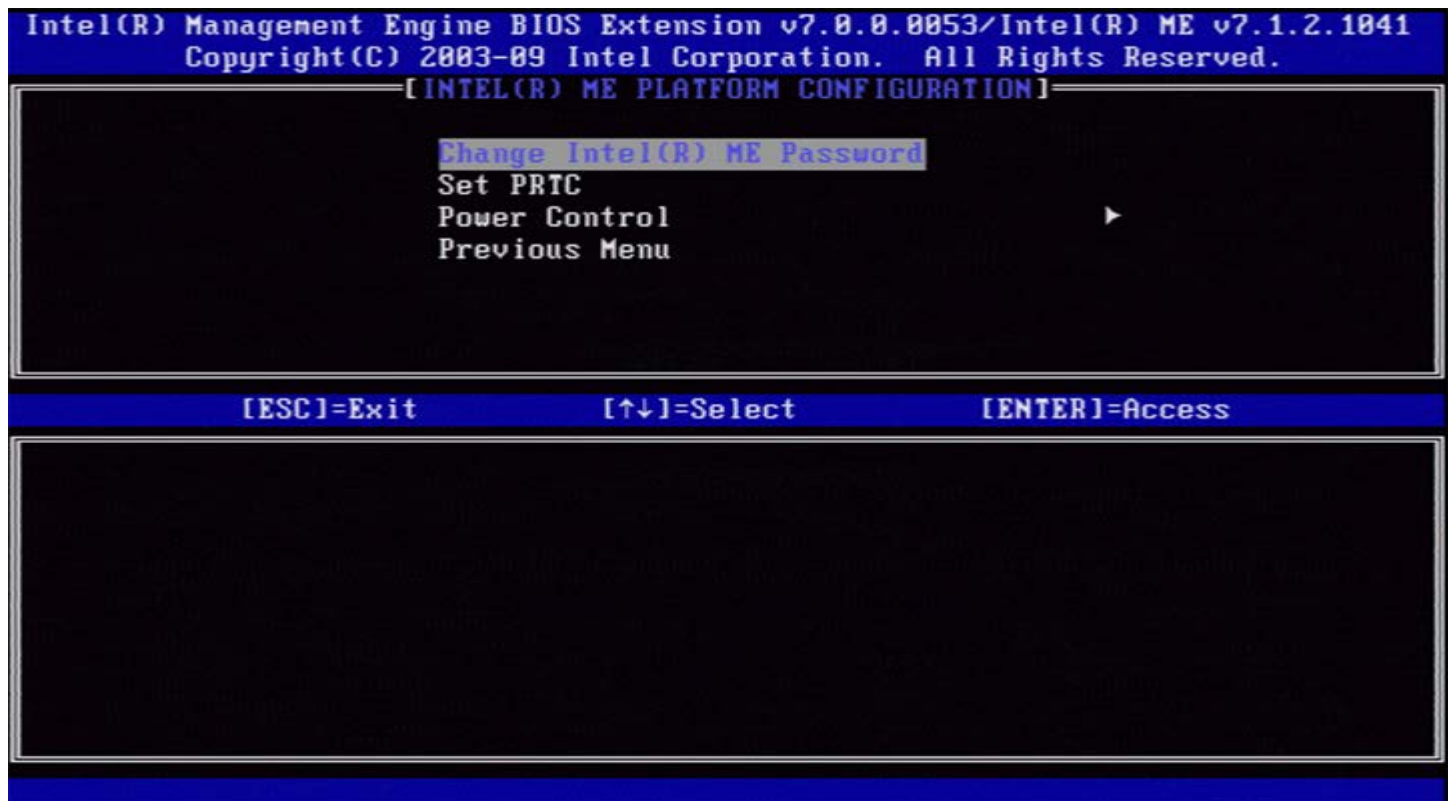 Intel(R) Management Engine BIOS Extension v7.0.0.0053/Intel(R) ME v7.1.2.1041
Copyright(C) 2003-09 Intel Corporation. All Rights Reserved.
[INTEL(R) ME PLATFORM CONFIGURATION]
Change Intel(R) ME Password
Set PRTC
Power Control ►
Previous Menu
[ESC]=Exit [↑↓]=Select [ENTER]=Access